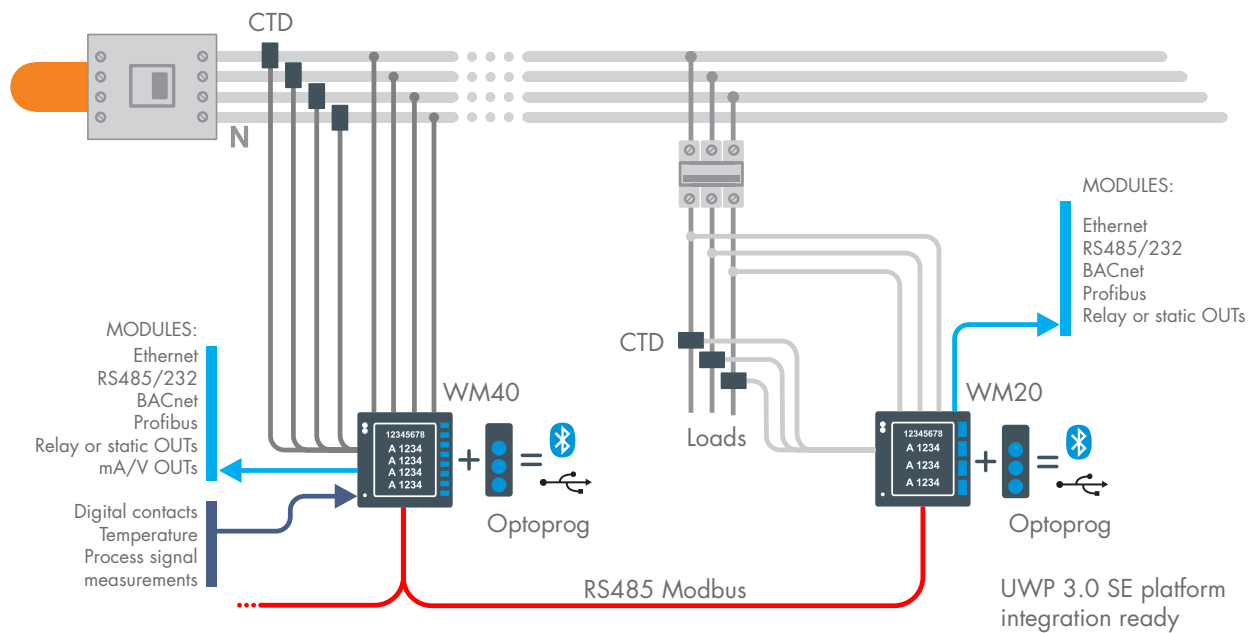 CTD
N
MODULES:
Ethernet
RS485/232
BACnet
Profibus
Relay or static OUTs
CTD
MODULES:
Ethernet
RS485/232
BACnet
Profibus
Relay or static OUTs
mA/V OUTs
WM40
12345678
A 1234
A 1234
A 1234
A 1234
+
=
Optoprog
Loads
WM20
12345678
A 1234
A 1234
A 1234
+
=
Optoprog
Digital contacts
Temperature
Process signal
measurements
RS485 Modbus
UWP 3.0 SE platform
integration ready